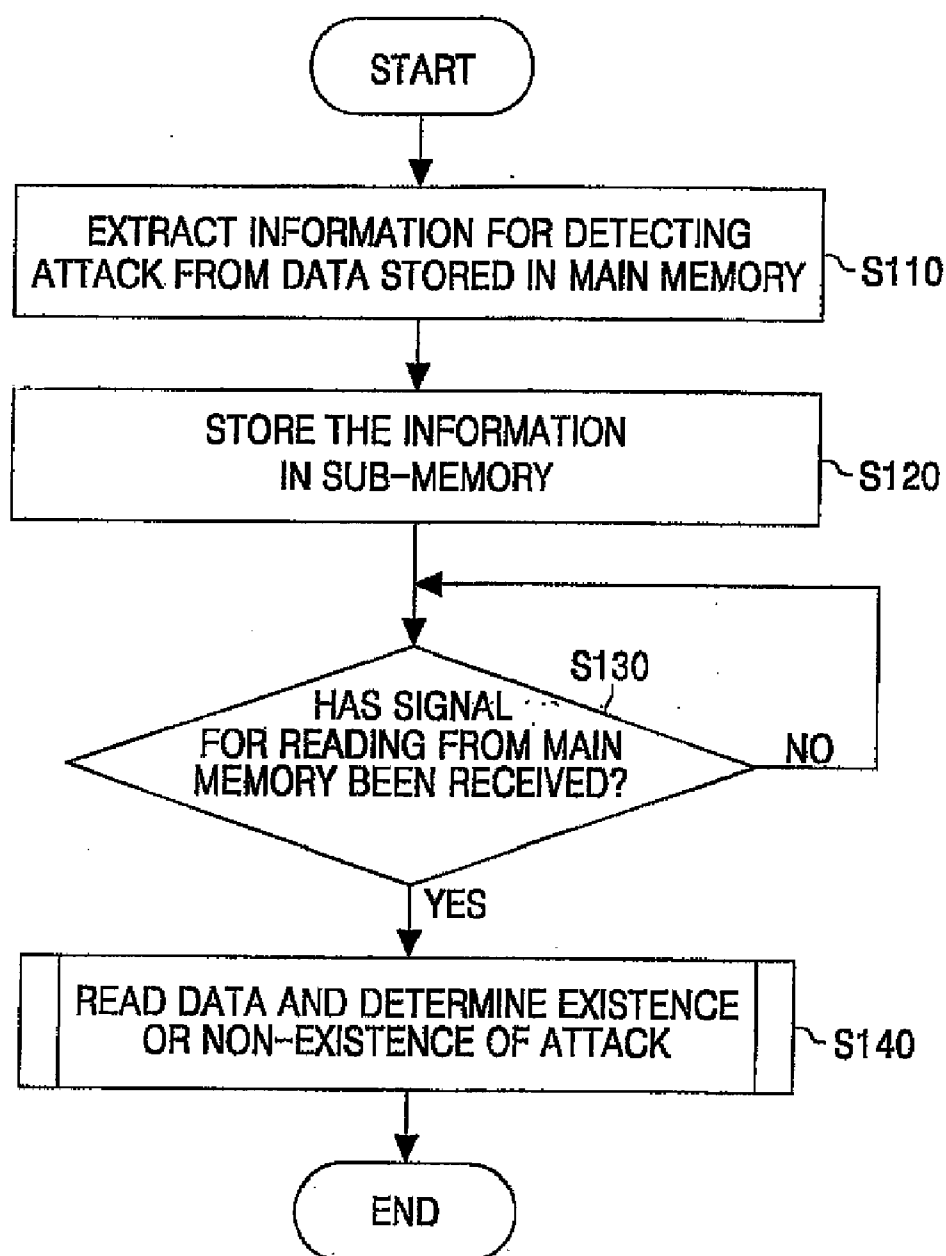 START
EXTRACT INFORMATION FOR DETECTING
ATTACK FROM DATA STORED IN MAIN MEMORY
S110
STORE THE INFORMATION
IN SUB-MEMORY
S120
S130
HAS SIGNAL
FOR READING FROM MAIN
MEMORY BEEN RECEIVED?
NO
YES
READ DATA AND DETERMINE EXISTENCE
OR NON-EXISTENCE OF ATTACK
S140
END